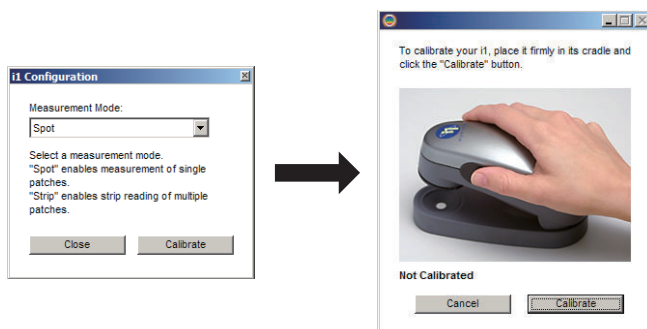 i1 Configuration
Measurement Mode:
Spot
Select a measurement mode.
"Spot" enables measurement of single
patches.
"Strip" enables strip reading of multiple
patches.
Close
Calibrate
To calibrate your i1, place it firmly in its cradle and
click the "Calibrate" button.
Not Calibrated
Cancel
Calibrate